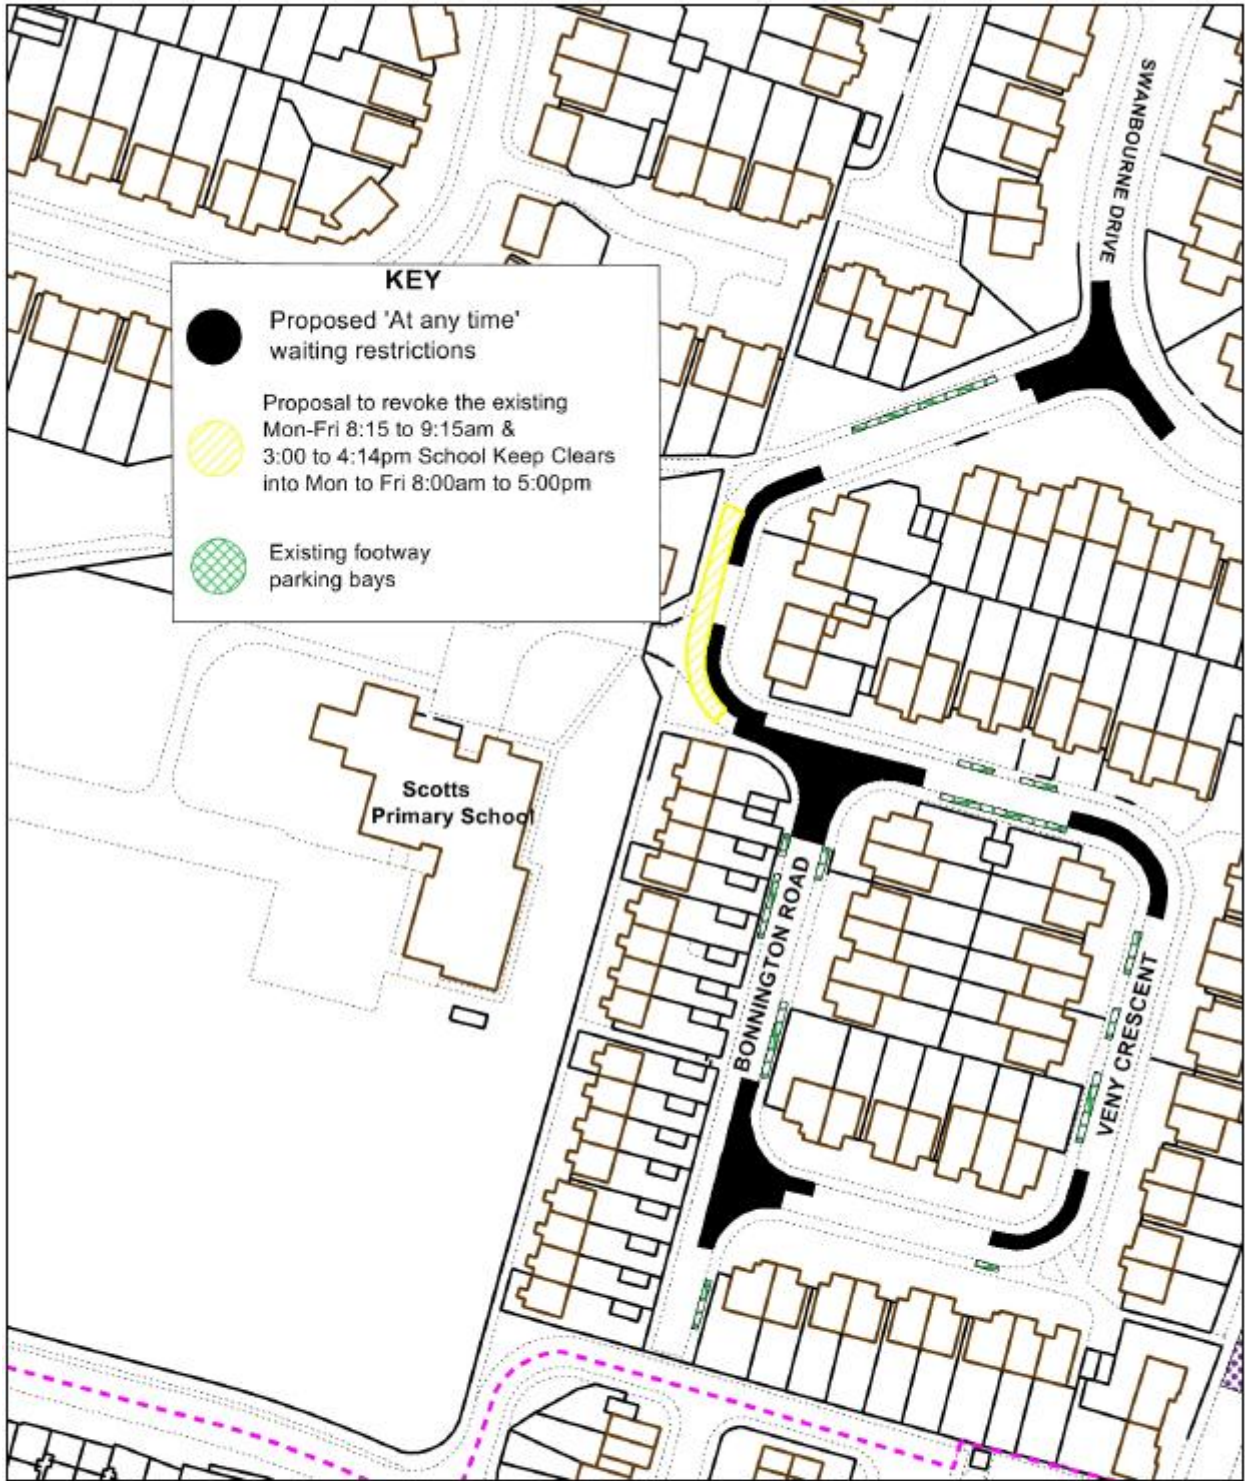 SWANBOURNE DRIVE
KEY
Proposed 'At any time'
waiting restrictions
Proposal to revoke the existing
Mon-Fri 8:15 to 9:15am &
3:00 to 4:14pm School Keep Clears
into Mon to Fri 8:00am to 5:00pm
Existing footway
parking bays
Scotts
Primary School
BONNINGTON ROAD
VENY CRESCENT